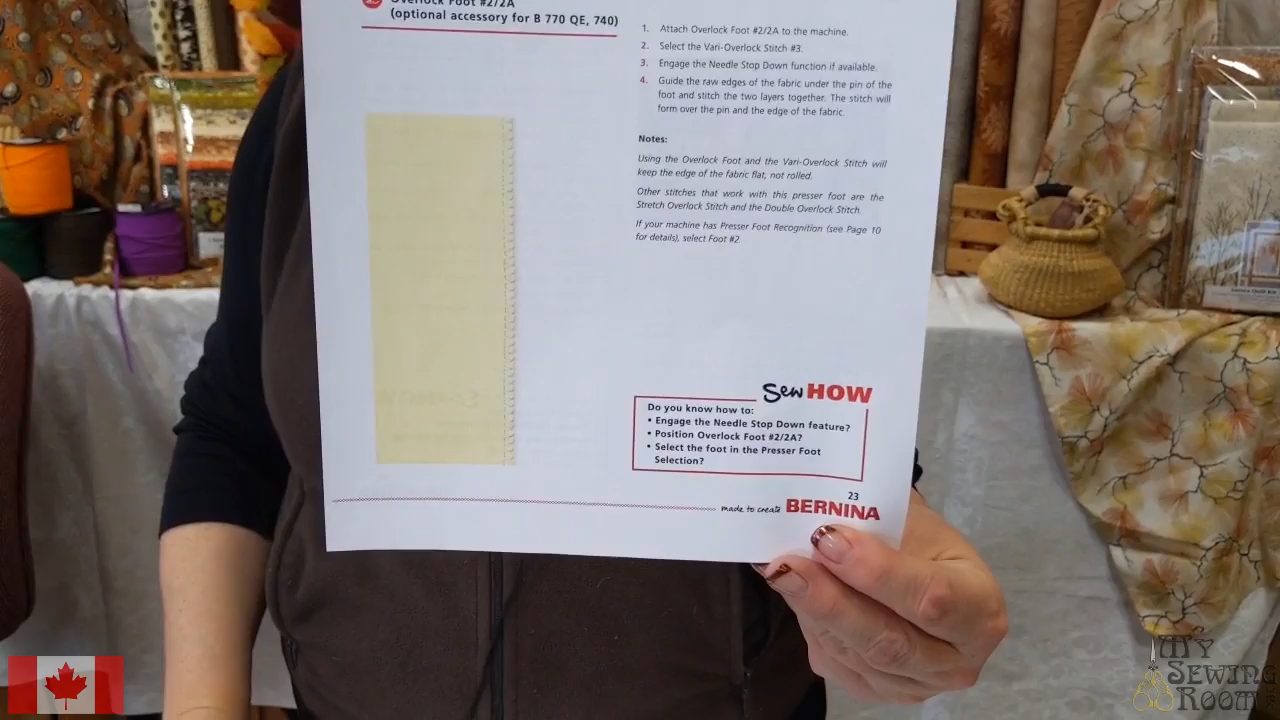 Overlock Foot #2/2A
(optional accessory for B 770 QE, 740)
1. Attach Overlock Foot #2/2A to the machine.
2. Select the Vari-Overlock Stitch #3.
3. Engage the Needle Stop Down function if available.
4. Guide the raw edges of the fabric under the pin of the
foot and stitch the two layers together. The stitch will
form over the pin and the edge of the fabric.
Notes:
Using the Overlock Foot and the Vari-Overlock Stitch will
keep the edge of the fabric flat, not rolled.
Other stitches that work with this presser foot are the
Stretch Overlock Stitch and the Double Overlock Stitch.
If your machine has Presser Foot Recognition (see Page 10
for details), select Foot #2
Sew HOW
Do you know how to:
• Engage the Needle Stop Down feature?
• Position Overlock Foot #2/2A?
• Select the foot in the Presser Foot
Selection?
23
made to create BERNINA
MY
SEWING
ROOM